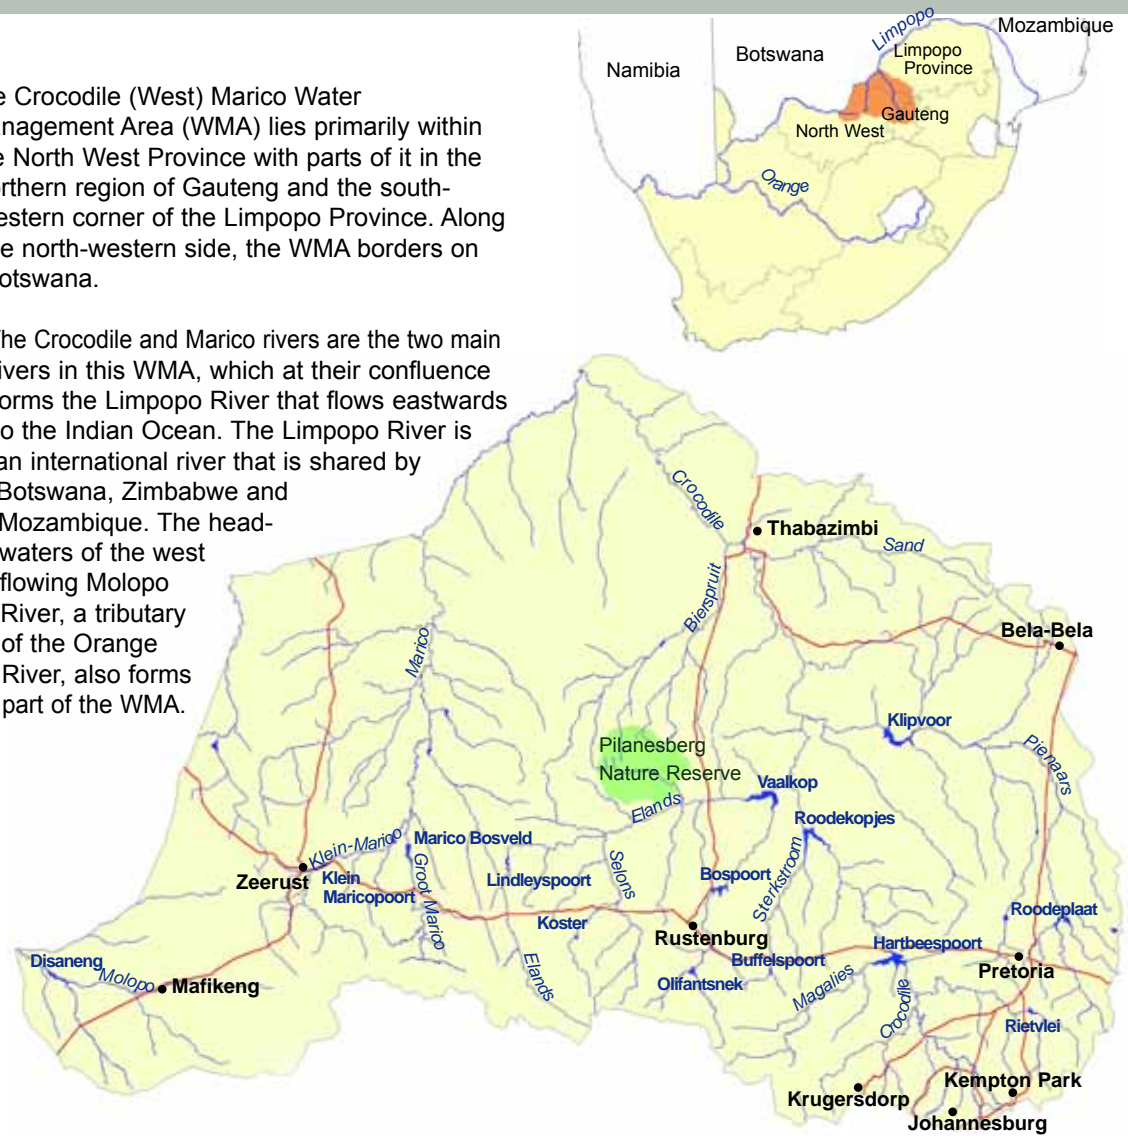 Limpopo
Mozambique
Botswana
Limpopo
Province
Namibia
Gauteng
North West
Orange
e Crocodile (West) Marico Water
nagement Area (WMA) lies primarily within
e North West Province with parts of it in the
orthern region of Gauteng and the south-
estern corner of the Limpopo Province. Along
e north-western side, the WMA borders on
otswana.
The Crocodile and Marico rivers are the two main
ivers in this WMA, which at their confluence
orms the Limpopo River that flows eastwards
o the Indian Ocean. The Limpopo River is
an international river that is shared by
Botswana, Zimbabwe and
Mozambique. The head-
waters of the west
flowing Molopo
River, a tributary
of the Orange
River, also forms
part of the WMA.
Crocodile
Thabazimbi
Sand
Bierspruit
Marico
Bela-Bela
Klipvoor
Pienaars
Pilanesberg
Nature Reserve
Vaalkop
Elands
Roodekopjes
Klein-Marico
Marico Bosveld
Zeerust
Klein
Maricopoort
Groot Marico
Lindleyspoort
Selons
Bospoort
Sterkstroom
Koster
Roodeplaat
Rustenburg
Hartbeespoort
Pretoria
Buffelspoort
Disaneng
Molopo
Mafikeng
Elands
Olifantsnek
Magalies
Crocodile
Rietvlei
Kempton Park
Krugersdorp
Johannesburg